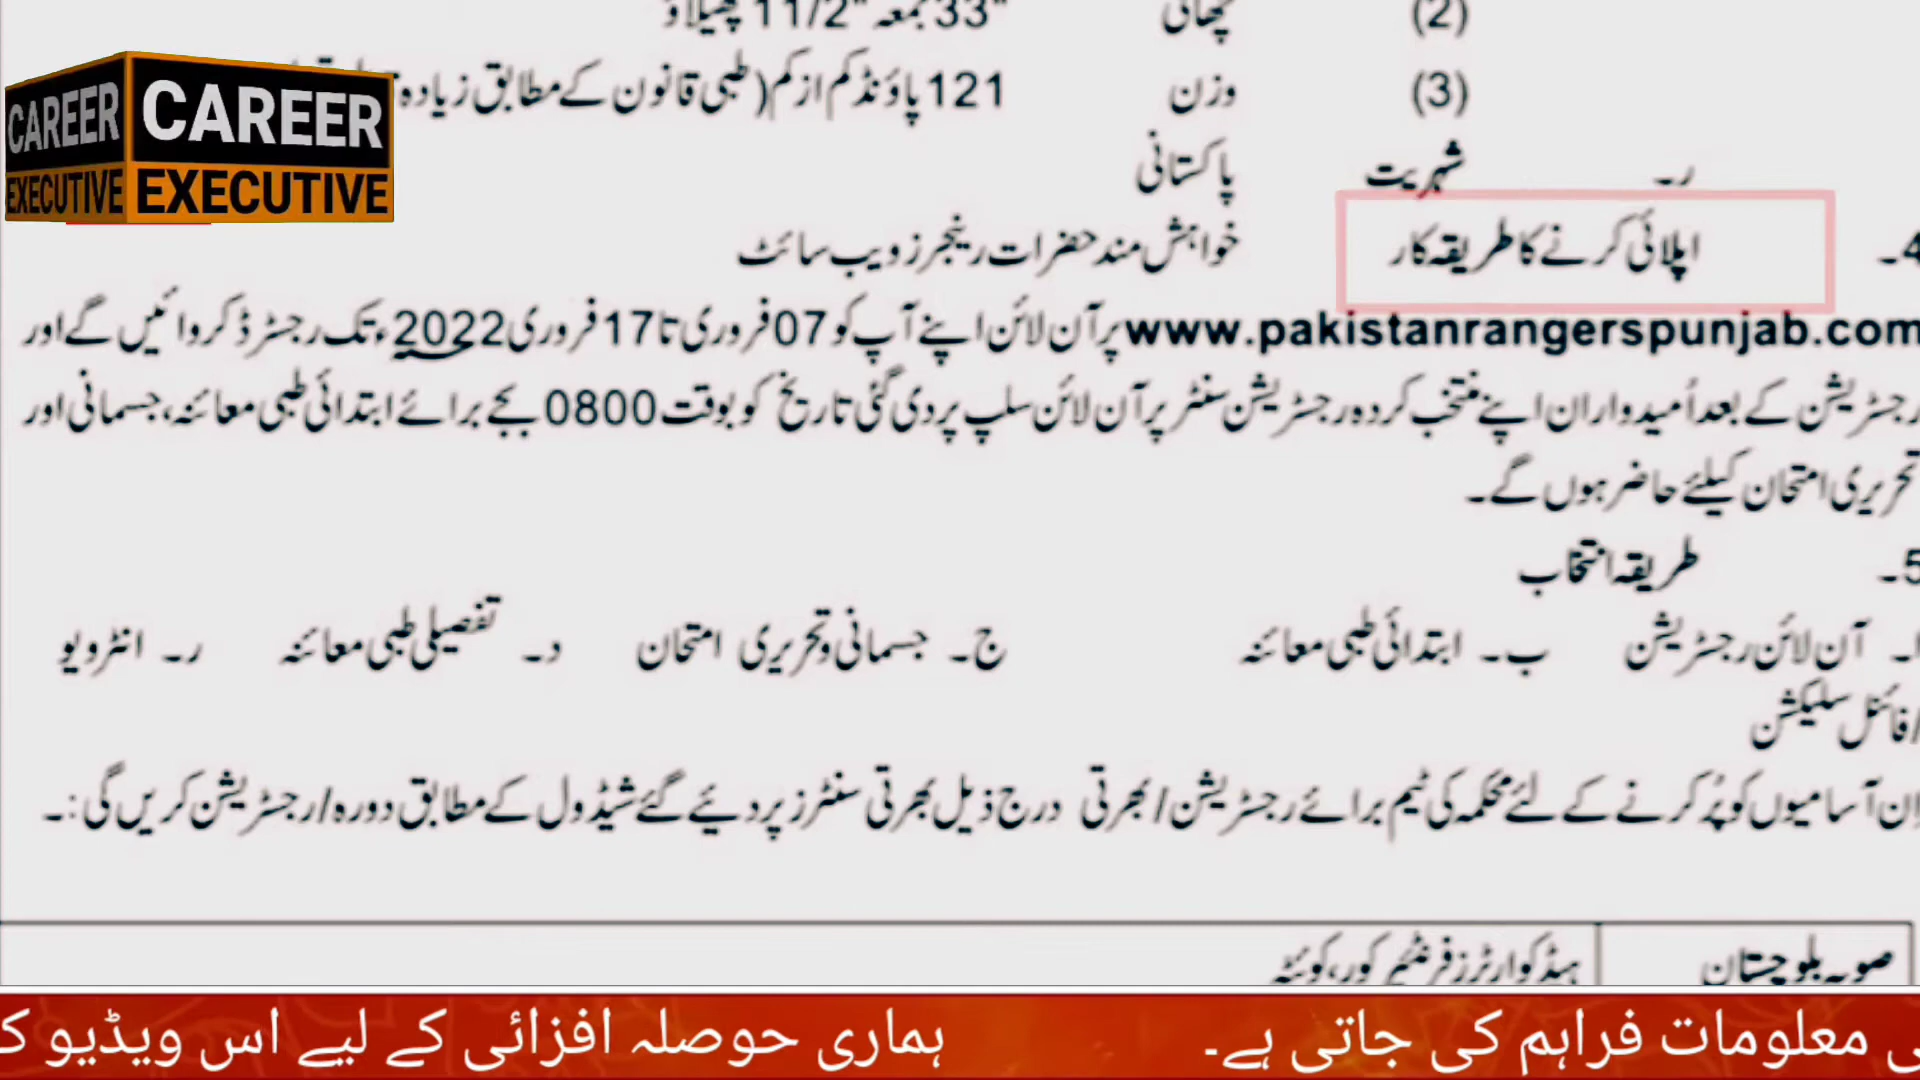 (2) چھاتی "33 بمعہ "11/2 پھیلاؤ
(3) وزن 121 پاؤنڈ کم از کم (طبی قانون کے مطابق زیادہ
ر۔ شہریت پاکستانی
4۔ اپلائی کرنے کا طریقہ کار خواہش مند حضرات رینجرز ویب سائٹ
www.pakistanrangerspunjab.com پر آن لائن اپنے آپ کو 07 فروری تا 17 فروری 2022ء تک رجسٹرڈ کروائیں گے اور
رجسٹریشن کے بعد اُمیدواران اپنے منتخب کردہ رجسٹریشن سنٹر پر آن لائن سلپ پر دی گئی تاریخ کو بوقت 0800 بجے برائے ابتدائی طبی معائنہ، جسمانی اور
تحریری امتحان کیلئے حاضر ہوں گے۔
5۔ طریقہ انتخاب
ا۔ آن لائن رجسٹریشن ب۔ ابتدائی طبی معائنہ ج۔ جسمانی و تحریری امتحان د۔ تفصیلی طبی معائنہ ر۔ انٹرویو
/فائنل سلیکشن
اِن آسامیوں کو پُر کرنے کے لئے محکمہ کی ٹیم برائے رجسٹریشن/بھرتی درج ذیل بھرتی سنٹرز پر دیئے گئے شیڈول کے مطابق دورہ/رجسٹریشن کریں گی:۔
صوبہ بلوچستان ہیڈکوارٹرز فرنٹیئر کور، کوئٹہ
CAREER CAREER
EXECUTIVE EXECUTIVE
معلومات فراہم کی جاتی ہے۔ ہماری حوصلہ افزائی کے لیے اس ویڈیو